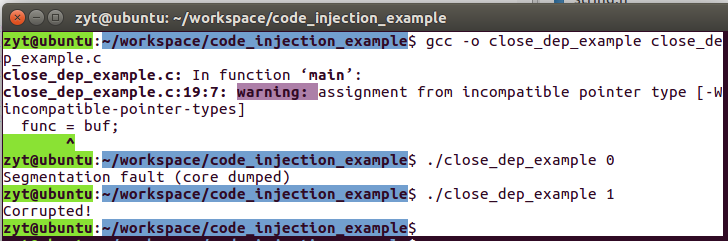 zyt@ubuntu: ~/workspace/code_injection_example
zyt@ubuntu:~/workspace/code_injection_example$ gcc -o close_dep_example close_de
p_example.c
close_dep_example.c: In function ‘main’:
close_dep_example.c:19:7: warning: assignment from incompatible pointer type [-W
incompatible-pointer-types]
func = buf;
^
zyt@ubuntu:~/workspace/code_injection_example$ ./close_dep_example 0
Segmentation fault (core dumped)
zyt@ubuntu:~/workspace/code_injection_example$ ./close_dep_example 1
Corrupted!
zyt@ubuntu:~/workspace/code_injection_example$